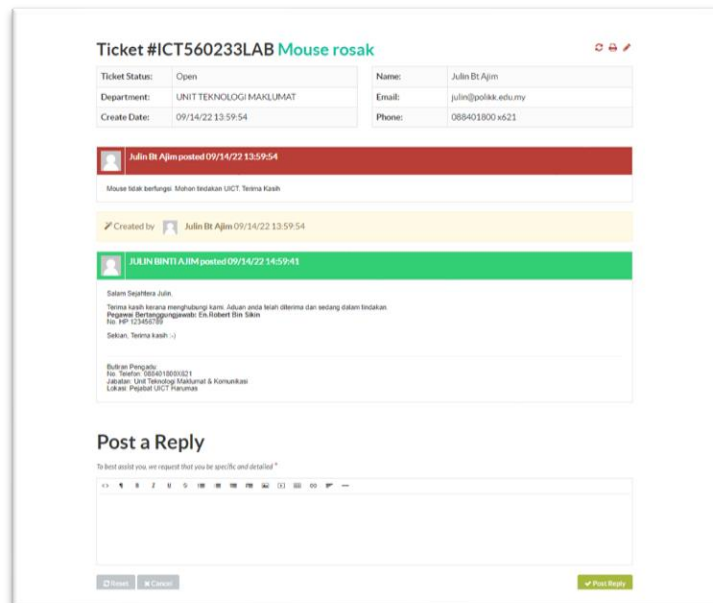 Ticket #ICT560233LAB Mouse rosak
Ticket Status: Open
Name: Julin Bt Ajim
Department: UNIT TEKNOLOGI MAKLUMAT
Email: julin@polikk.edu.my
Create Date: 09/14/22 13:59:54
Phone: 088401800 x621
Julin Bt Ajim posted 09/14/22 13:59:54
Mouse tidak berfungsi. Mohon tindakan UICT. Terima Kasih
Created by Julin Bt Ajim 09/14/22 13:59:54
JULIN BINTI AJIM posted 09/14/22 14:59:41
Salam Sejahtera Julin,
Terima kasih kerana menghubungi kami. Aduan anda telah diterima dan sedang dalam tindakan.
Pegawai Bertanggungjawab: En.Robert Bin Sikin
No. HP 123456789
Sekian, Terima kasih :-)
Butiran Pengadu:
No. Telefon: 088401800X621
Jabatan: Unit Teknologi Maklumat & Komunikasi
Lokasi: Pejabat UICT Harumas
Post a Reply
To best assist you, we request that you be specific and detailed *
Reset
Cancel
Post Reply